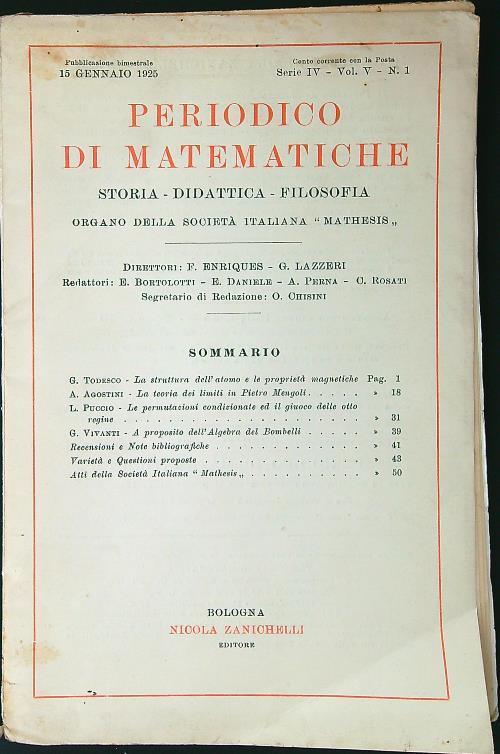 Pubblicazione bimestrale
15 GENNAIO 1925
Conto corrente con la Posta
Serie IV - Vol. V - N. 1
PERIODICO
DI MATEMATICHE
STORIA - DIDATTICA - FILOSOFIA
ORGANO DELLA SOCIETÀ ITALIANA “ MATHESIS „
DIRETTORI: F. ENRIQUES - G. LAZZERI
Redattori: E. BORTOLOTTI - E. DANIELE - A. PERNA - C. ROSATI
Segretario di Redazione: O. CHISINI
SOMMARIO
G. TODESCO - La struttura dell'atomo e le proprietà magnetiche Pag. 1
A. AGOSTINI - La teoria dei limiti in Pietro Mengoli . . . . . » 18
L. PUCCIO - Le permutazioni condizionate ed il giuoco delle otto
regine . . . . . . . . . . . . . . . . . . . . » 31
G. VIVANTI - A proposito dell'Algebra del Bombelli . . . . . » 39
Recensioni e Note bibliografiche . . . . . . . . . . . . » 41
Varietà e Questioni proposte . . . . . . . . . . . . . » 43
Atti della Società Italiana “ Mathesis „ . . . . . . . . . . » 50
BOLOGNA
NICOLA ZANICHELLI
EDITORE